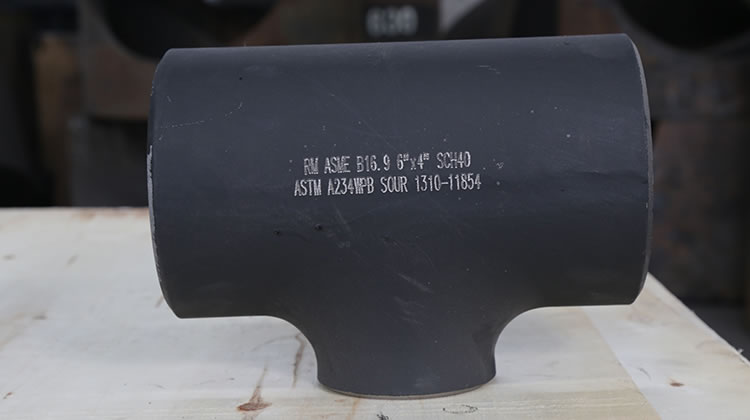 RM ASME B16.9 6"x4" SCH40
ASTM A234WPB SOUR 1310-11854